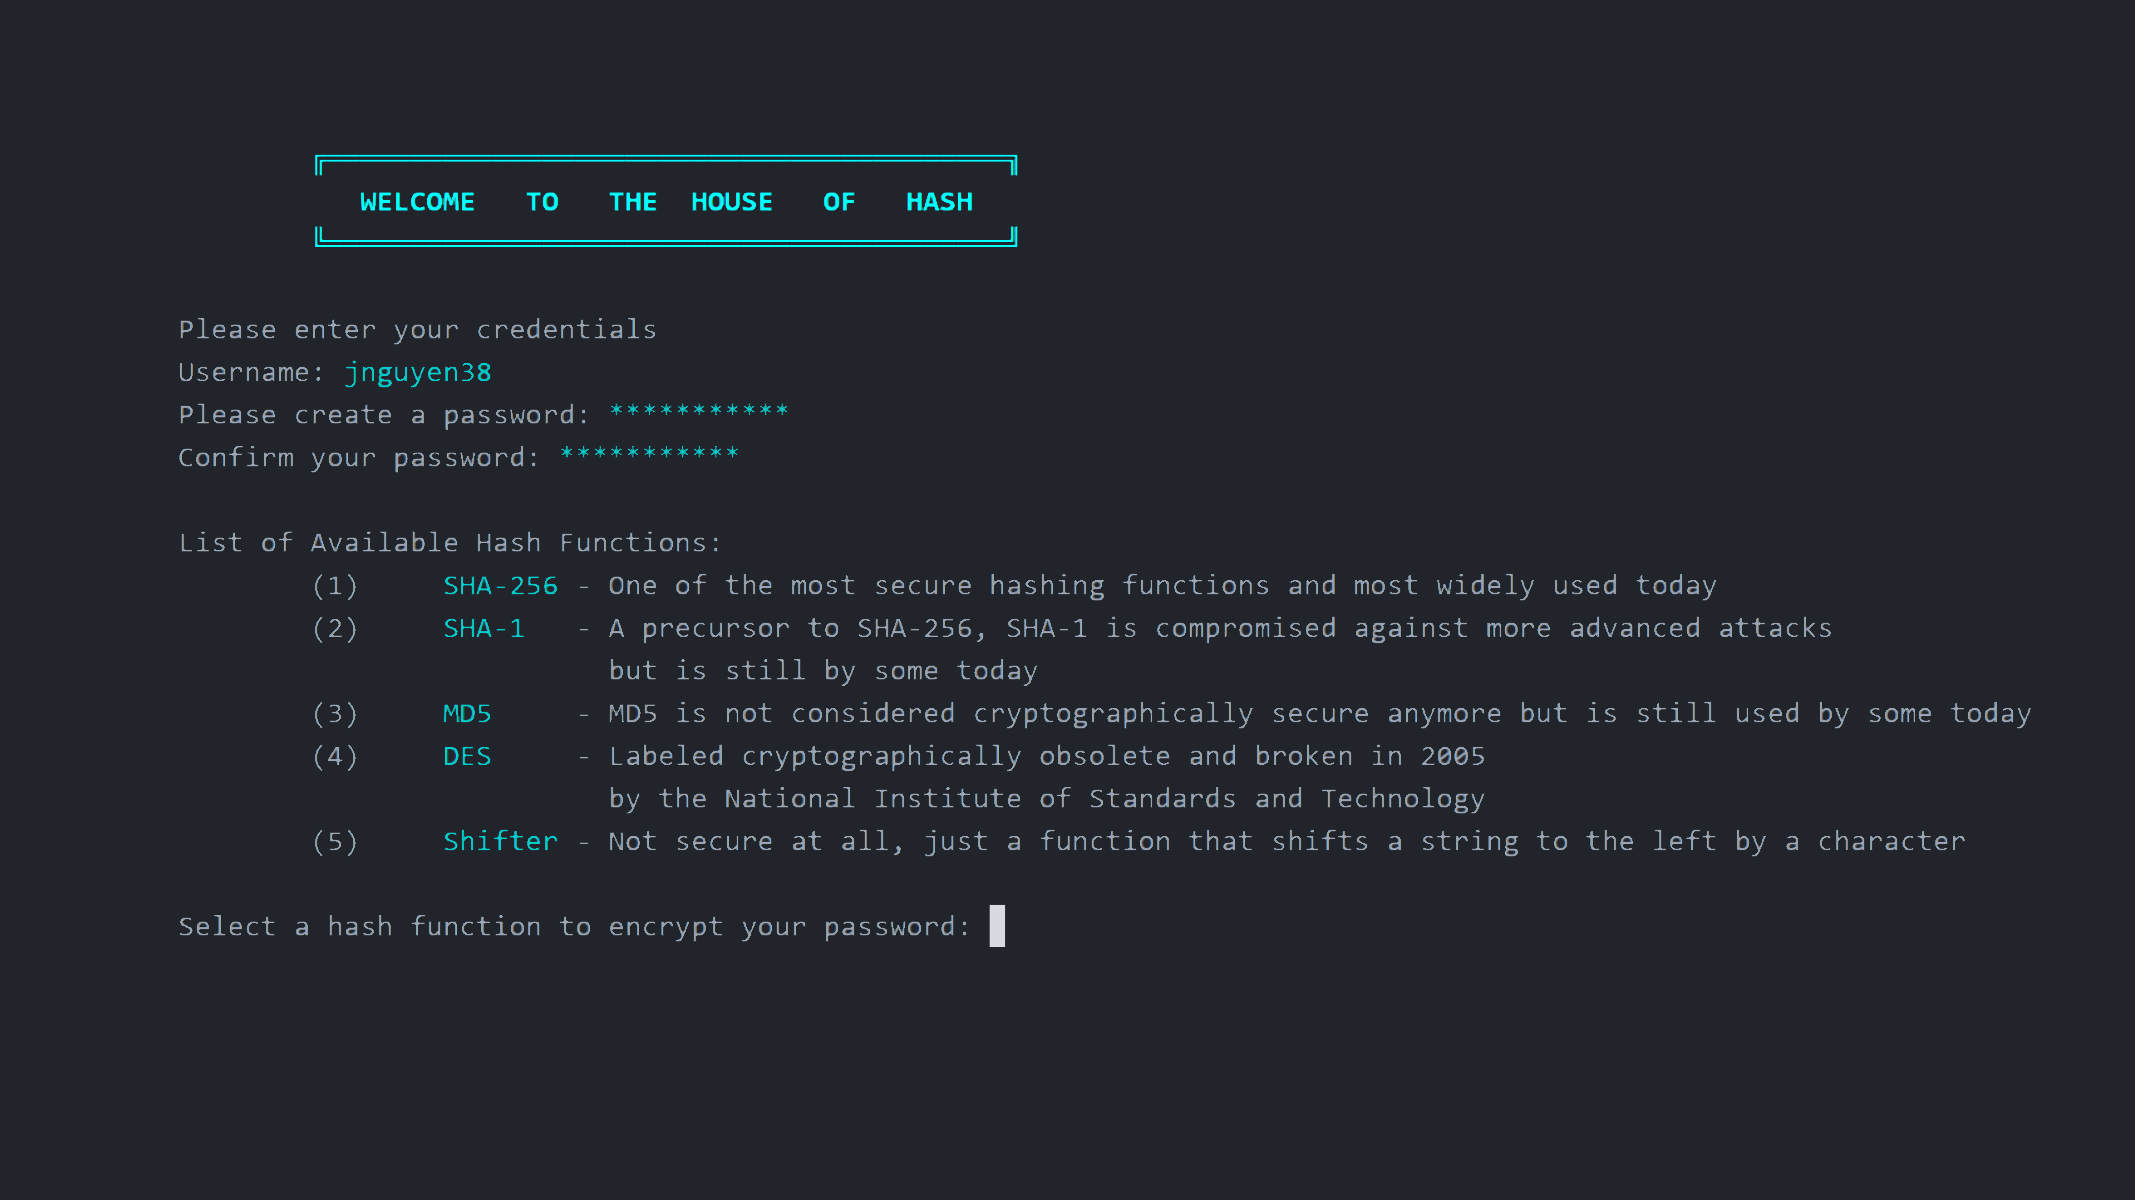 WELCOME TO THE HOUSE OF HASH
Please enter your credentials
Username: jnguyen38
Please create a password: ***********
Confirm your password: ***********
List of Available Hash Functions:
(1) SHA-256 - One of the most secure hashing functions and most widely used today
(2) SHA-1 - A precursor to SHA-256, SHA-1 is compromised against more advanced attacks
but is still by some today
(3) MD5 - MD5 is not considered cryptographically secure anymore but is still used by some today
(4) DES - Labeled cryptographically obsolete and broken in 2005
by the National Institute of Standards and Technology
(5) Shifter - Not secure at all, just a function that shifts a string to the left by a character
Select a hash function to encrypt your password: